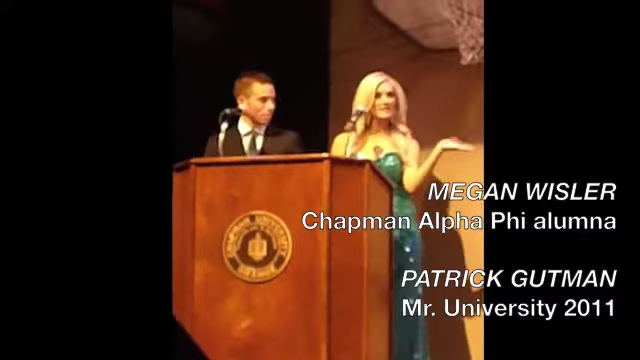 MEGAN WISLER
Chapman Alpha Phi alumna
PATRICK GUTMAN
Mr. University 2011